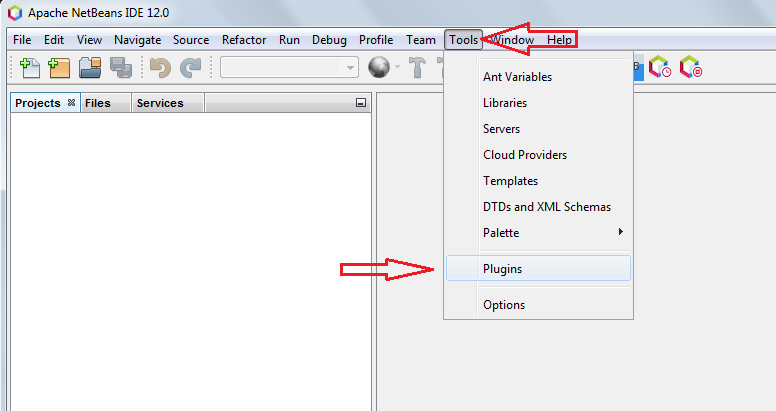 Apache NetBeans IDE 12.0
File Edit View Navigate Source Refactor Run Debug Profile Team Tools Window Help
Projects Files Services
Ant Variables
Libraries
Servers
Cloud Providers
Templates
DTDs and XML Schemas
Palette
Plugins
Options